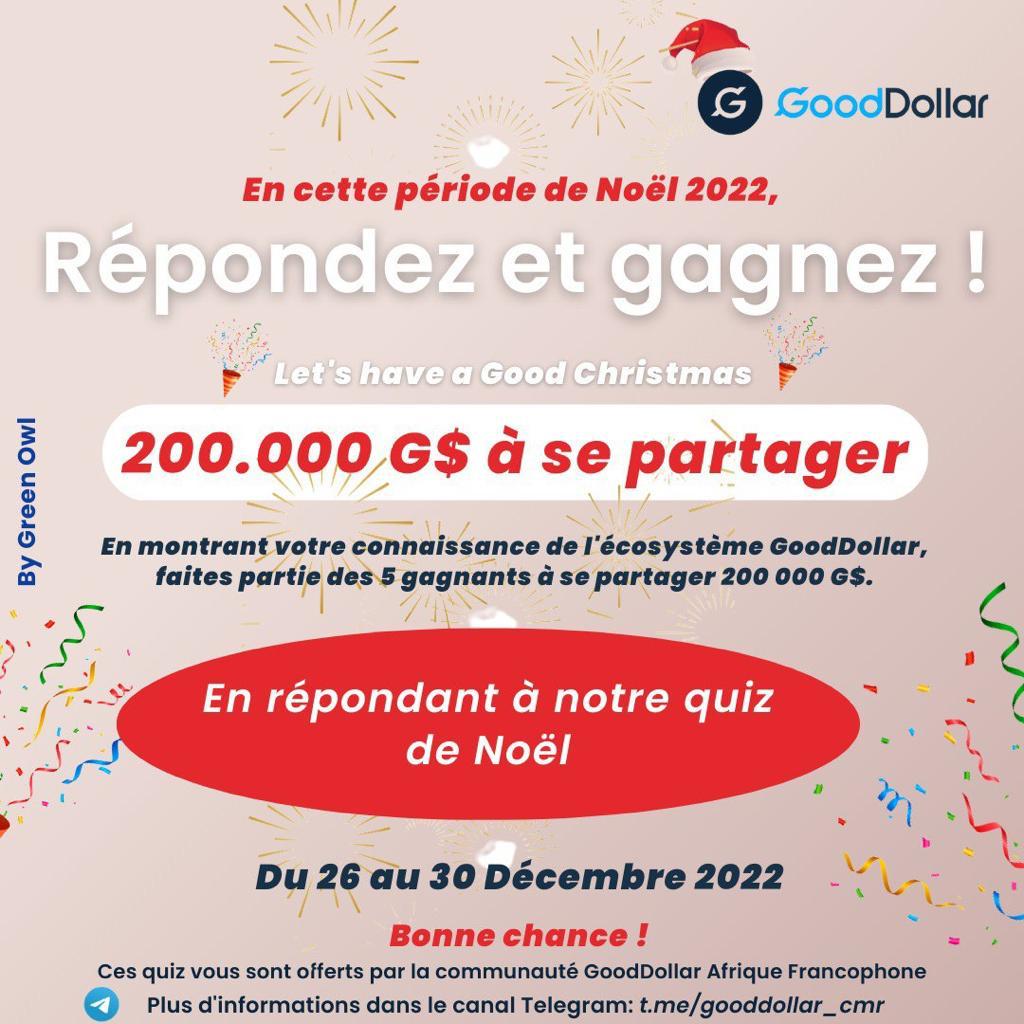 GoodDollar
En cette période de Noël 2022,
Répondez et gagnez !
Let's have a Good Christmas
200.000 G$ à se partager
By Green Owl
En montrant votre connaissance de l'écosystème GoodDollar,
faites partie des 5 gagnants à se partager 200 000 G$.
En répondant à notre quiz
de Noël
Du 26 au 30 Décembre 2022
Bonne chance !
Ces quiz vous sont offerts par la communauté GoodDollar Afrique Francophone
Plus d'informations dans le canal Telegram: t.me/gooddollar_cmr